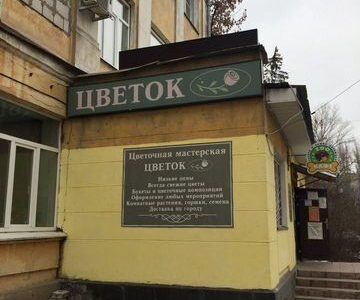 ЦВЕТОК
Цветочная мастерская
ЦВЕТОК
Низкие цены
Всегда свежие цветы
Букеты и цветочные композиции
Оформление любых мероприятий
Комнатные растения, горшки, семена
Доставка по городу